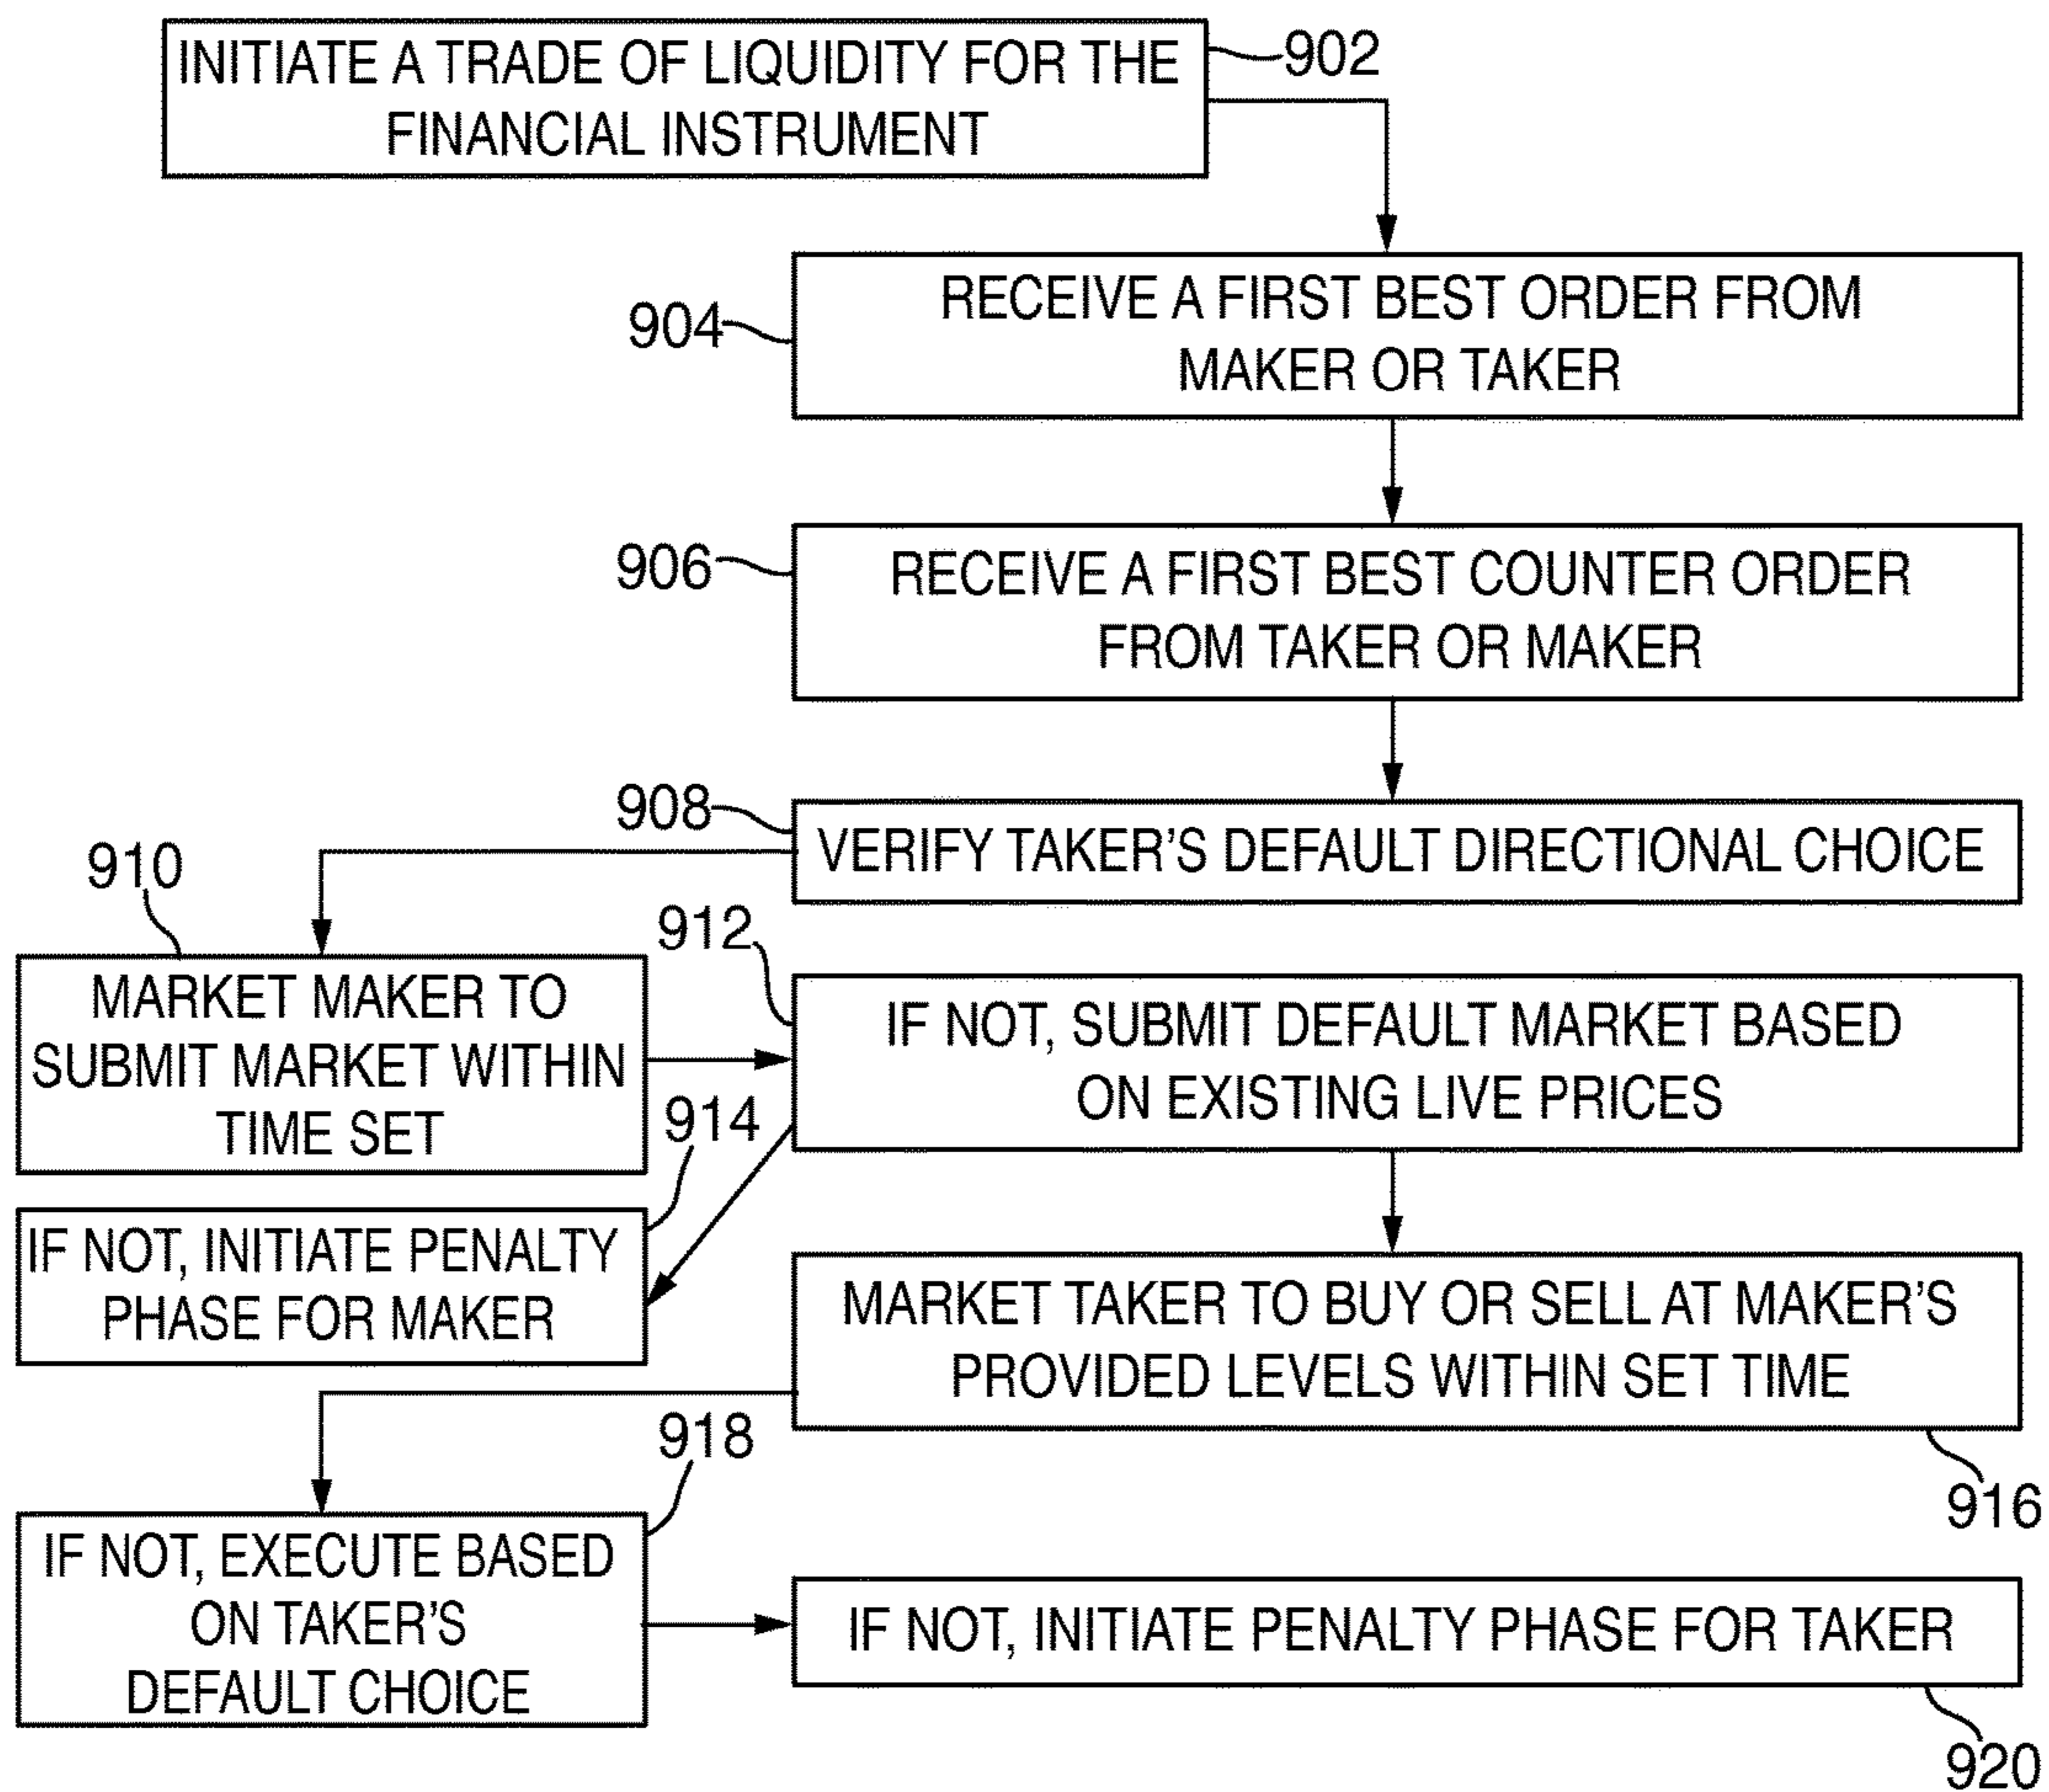 INITIATE A TRADE OF LIQUIDITY FOR THE
FINANCIAL INSTRUMENT
902
904
RECEIVE A FIRST BEST ORDER FROM
MAKER OR TAKER
906
RECEIVE A FIRST BEST COUNTER ORDER
FROM TAKER OR MAKER
908
VERIFY TAKER'S DEFAULT DIRECTIONAL CHOICE
910
MARKET MAKER TO
SUBMIT MARKET WITHIN
TIME SET
912
IF NOT, SUBMIT DEFAULT MARKET BASED
ON EXISTING LIVE PRICES
914
IF NOT, INITIATE PENALTY
PHASE FOR MAKER
MARKET TAKER TO BUY OR SELL AT MAKER'S
PROVIDED LEVELS WITHIN SET TIME
916
918
IF NOT, EXECUTE BASED
ON TAKER'S
DEFAULT CHOICE
IF NOT, INITIATE PENALTY PHASE FOR TAKER
920